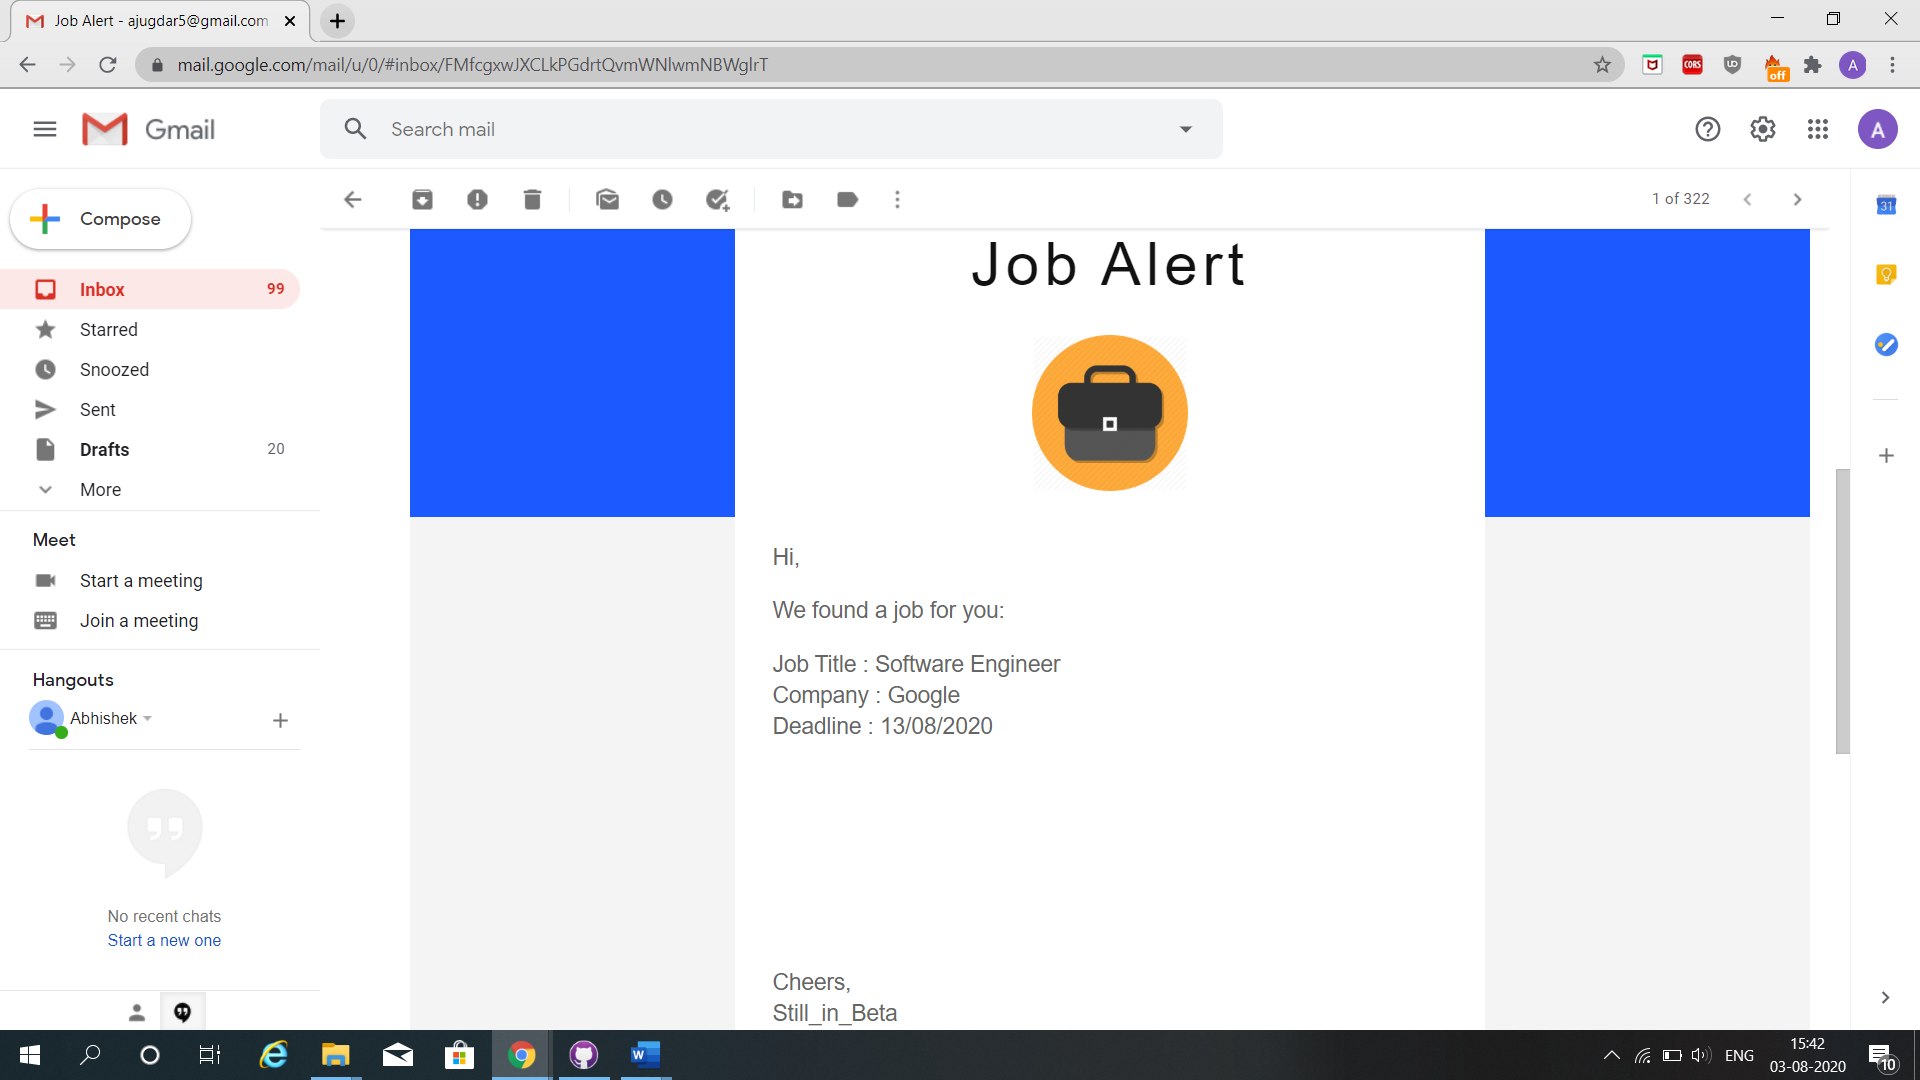 Job Alert - ajugdar5@gmail.com
mail.google.com/mail/u/0/#inbox/FMfcgxwJXCLkPGdrtQvmWNlwmNBWglrT
CORS
off
A
Gmail
Search mail
A
Compose
1 of 322
31
Inbox 99
Starred
Snoozed
Sent
Drafts 20
More
Meet
Start a meeting
Join a meeting
Hangouts
Abhishek
No recent chats
Start a new one
Job Alert
Hi,
We found a job for you:
Job Title : Software Engineer
Company : Google
Deadline : 13/08/2020
Cheers,
Still_in_Beta
W
ENG
15:42
03-08-2020
10